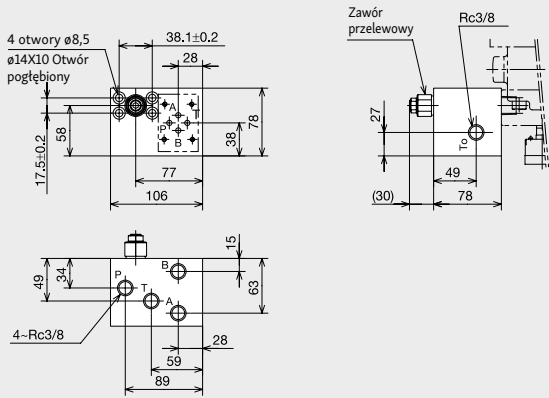 4 otwory ø8,5
ø14X10 Otwór
pogłębiony
38.1±0.2
28
A
T
P
B
58
17.5±0.2
38
78
77
106
Zawór
przelewowy
Rc3/8
27
To
49
(30)
78
15
49
34
P
T
B
A
63
4~Rc3/8
28
59
89